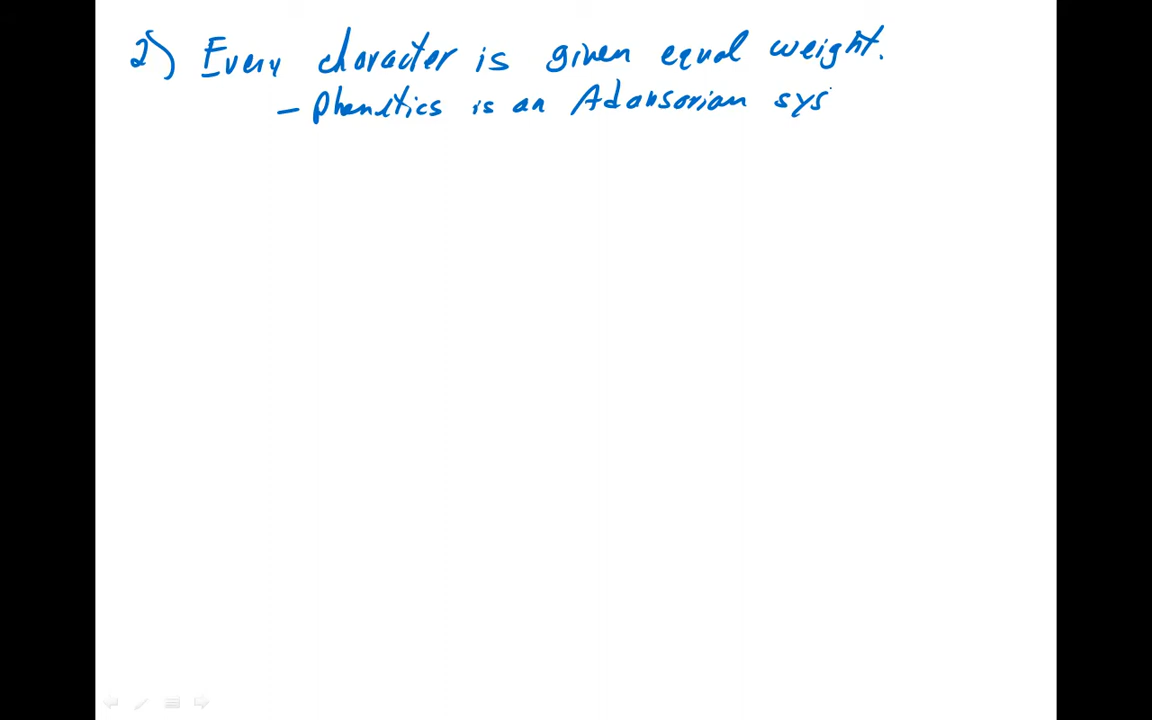 2) Every character is given equal weight.
- Phenetics is an Adansonian sys